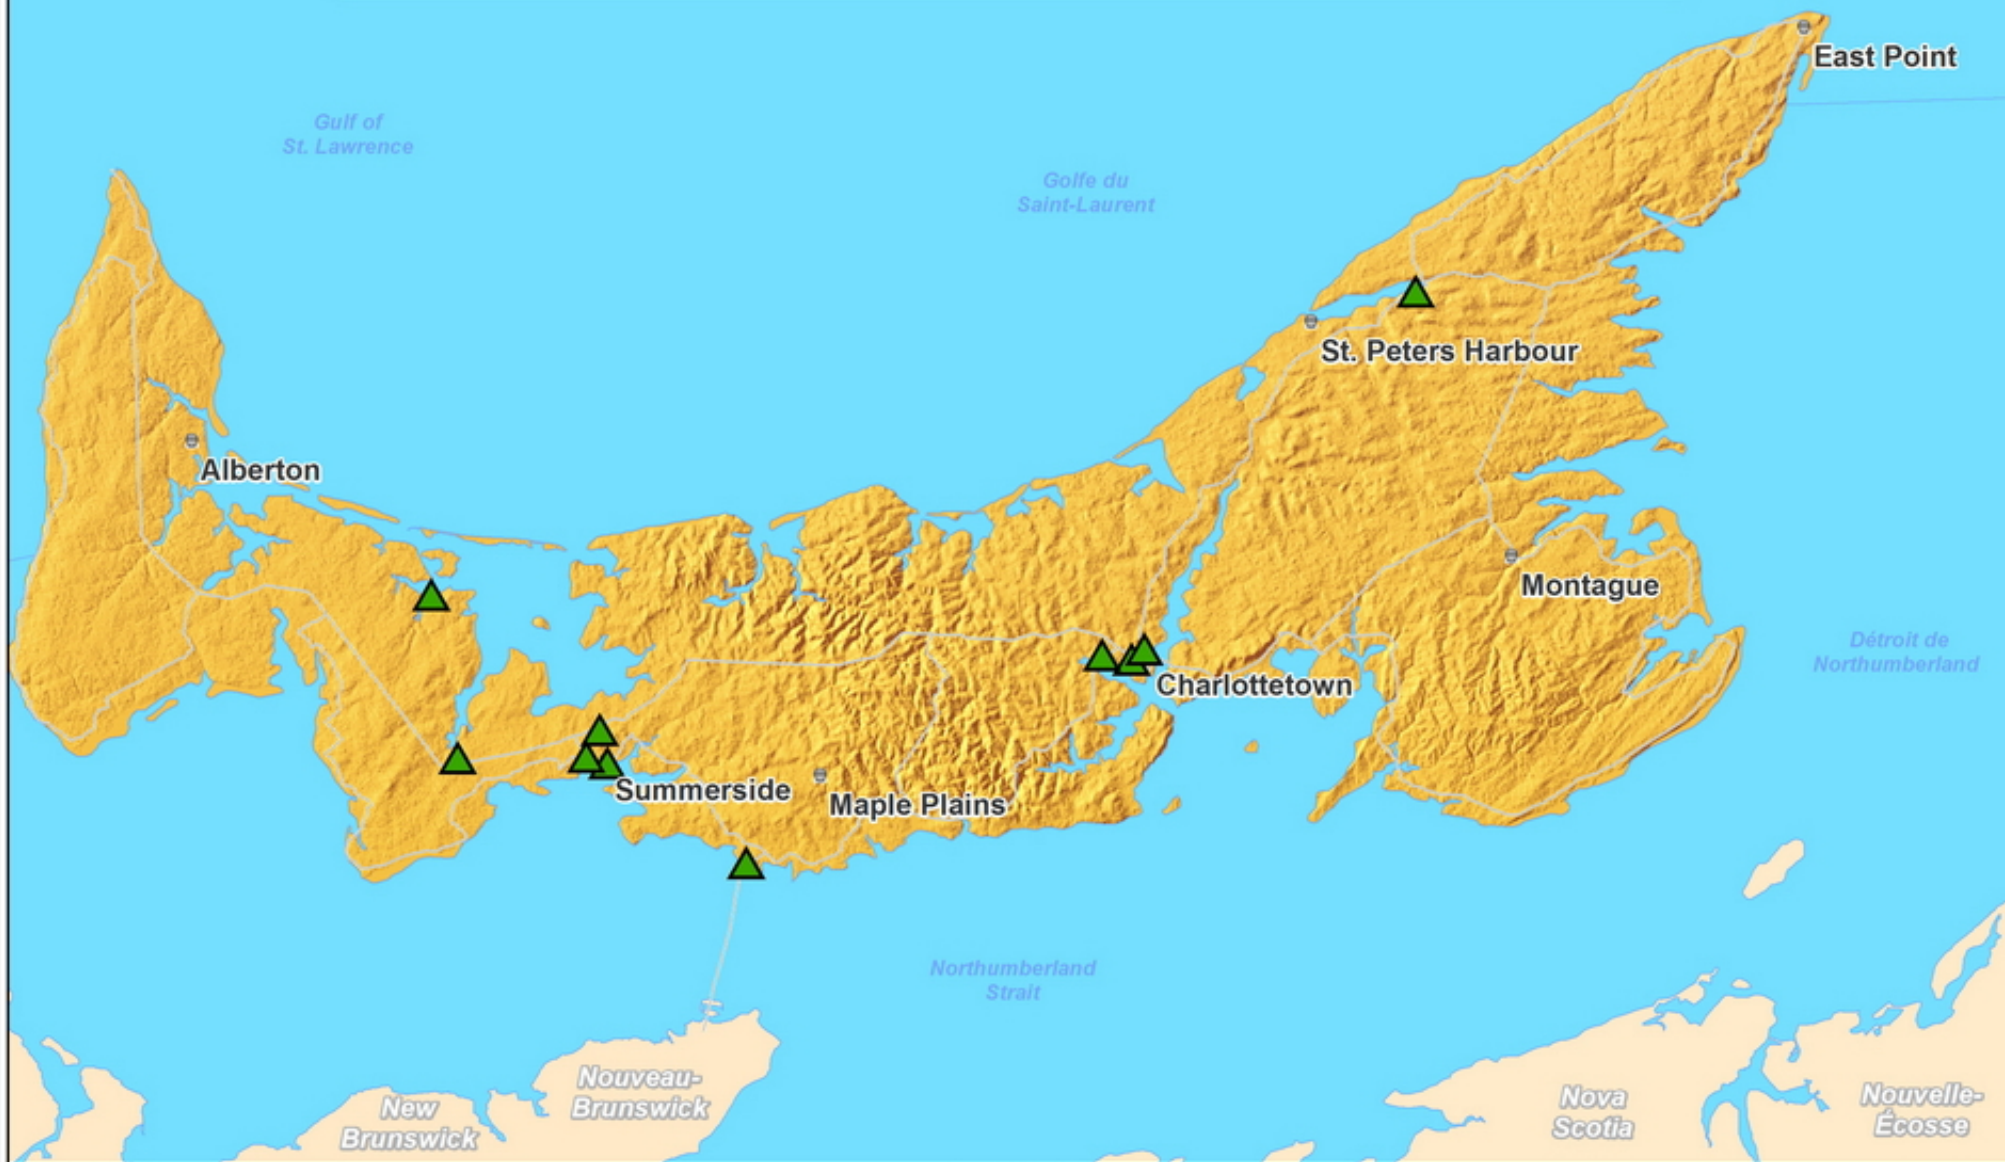 East Point
Gulf of
St. Lawrence
Golfe du
Saint-Laurent
St. Peters Harbour
Alberton
Montague
Détroit de
Northumberland
Charlottetown
Summerside
Maple Plains
Northumberland
Strait
Nouveau-
Brunswick
New
Brunswick
Nova
Scotia
Nouvelle-
Écosse